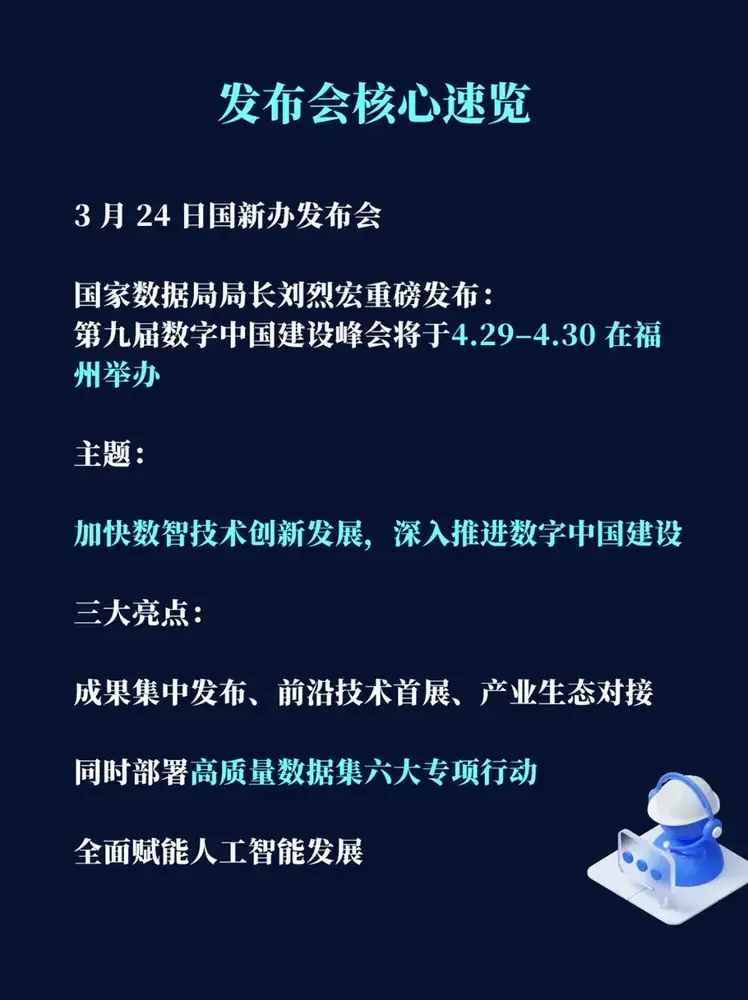 发布会核心速览
3 月 24 日国新办发布会
国家数据局局长刘烈宏重磅发布：
第九届数字中国建设峰会将于4.29-4.30 在福
州举办
主题：
加快数智技术创新发展，深入推进数字中国建设
三大亮点：
成果集中发布、前沿技术首展、产业生态对接
同时部署高质量数据集六大专项行动
全面赋能人工智能发展